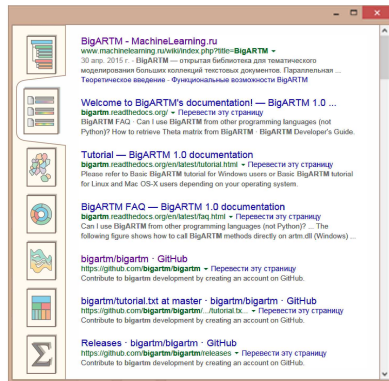 BigARTM - MachineLearning.ru
www.machinelearning.ru/wiki/index.php?title=BigARTM
30 апр. 2015 г. - BigARTM — открытая библиотека для тематического
моделирования больших коллекций текстовых документов. Параллельная ...
Теоретическое введение · Функциональные возможности BigARTM
Welcome to BigARTM's documentation! — BigARTM 1.0 ...
bigartm.readthedocs.org/ Перевести эту страницу
BigARTM FAQ · Can I use BigARTM from other programming languages (not
Python)? How to retrieve Theta matrix from BigARTM · BigARTM Developer's Guide.
Tutorial — BigARTM 1.0 documentation
bigartm.readthedocs.org/en/latest/tutorial.html Перевести эту страницу
Please refer to Basic BigARTM tutorial for Windows users or Basic BigARTM tutorial
for Linux and Mac OS-X users depending on your operating system.
BigARTM FAQ — BigARTM 1.0 documentation
bigartm.readthedocs.org/en/latest/faq.html Перевести эту страницу
Can I use BigARTM from other programming languages (not Python)? ... The
following figure shows how to call BigARTM methods directly on artm.dll (Windows) ...
bigartm/bigartm · GitHub
https://github.com/bigartm/bigartm Перевести эту страницу
Contribute to bigartm development by creating an account on GitHub.
bigartm/tutorial.txt at master · bigartm/bigartm · GitHub
https://github.com/bigartm/bigartm/.../tutorial.tx... Перевести эту страницу
Contribute to bigartm development by creating an account on GitHub.
Releases · bigartm/bigartm · GitHub
https://github.com/bigartm/bigartm/releases Перевести эту страницу
Contribute to bigartm development by creating an account on GitHub.
Σ